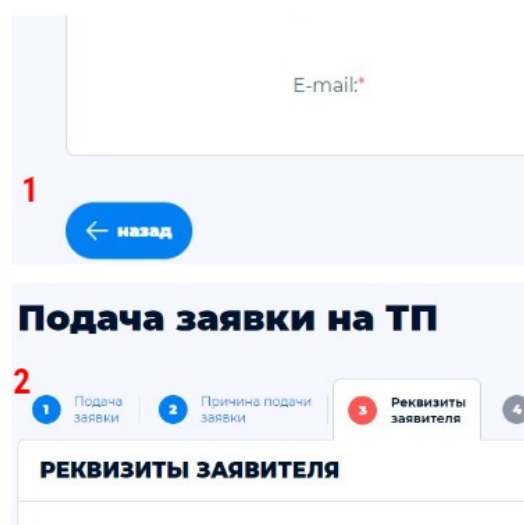 E-mail:*
1
← назад
Подача заявки на ТП
2
1 Подача заявки 2 Причина подачи заявки 3 Реквизиты заявителя 4
РЕКВИЗИТЫ ЗАЯВИТЕЛЯ